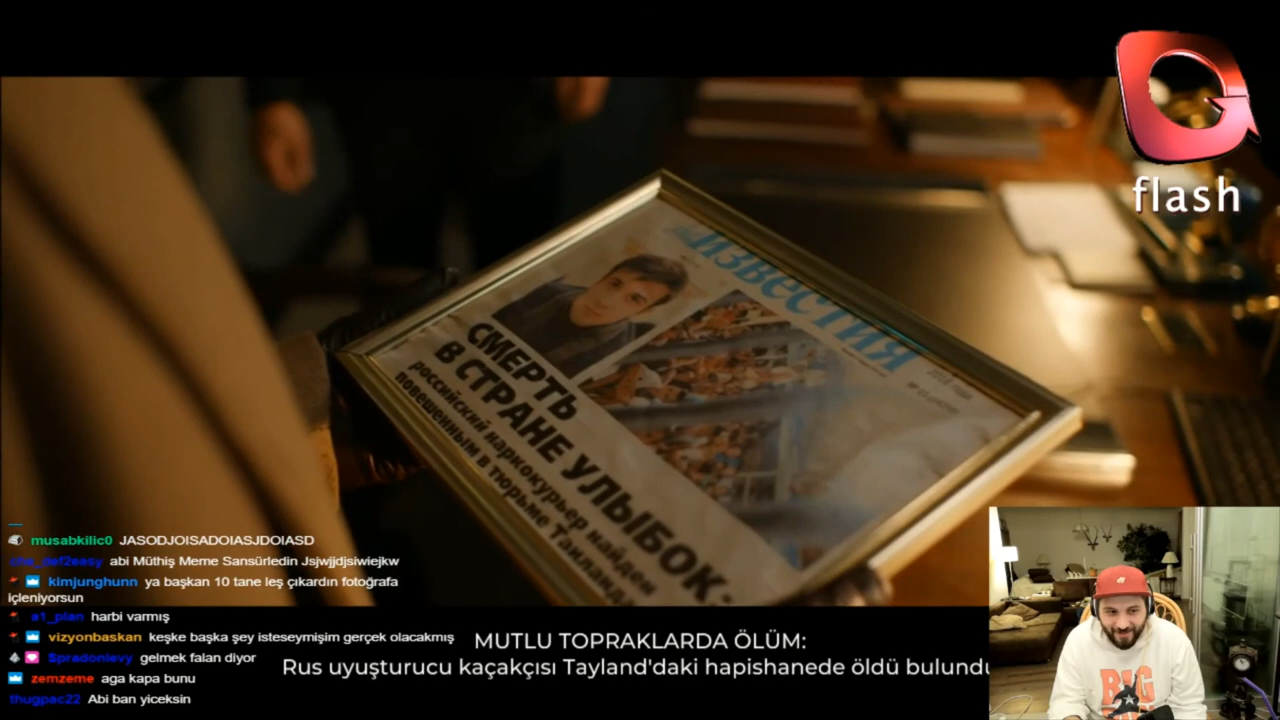 flash
ИЗВЕСТИЯ
СМЕРТЬ
В СТРАНЕ УЛЫБОК:
российский наркокурьер найден
повешенным в тюрьме Таиланда
musabkilic0 JASODJOISADOIASJDOIASD
abi Müthiş Meme Sansürledin Jsjwjjdjsiwiejkw
kimjunghunn ya başkan 10 tane leş çıkardın fotoğrafa
içleniyorsun
a1_plan harbi varmış
vizyonbaskan keşke başka şey isteseymişim gerçek olacakmış
Spradonlevy gelmek falan diyor
zemzeme aga kapa bunu
thugpac22 Abi ban yiceksin
MUTLU TOPRAKLARDA ÖLÜM:
Rus uyuşturucu kaçakçısı Tayland'daki hapishanede öldü bulundu
BIG